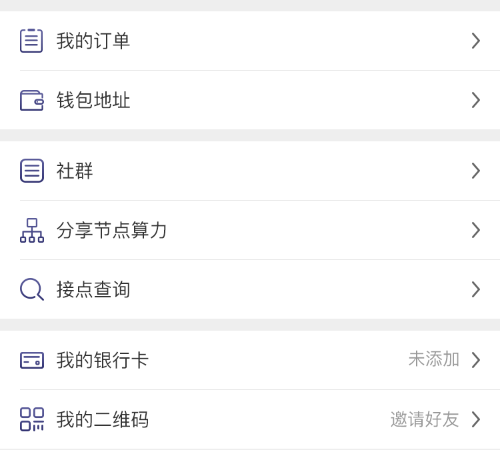 我的订单
钱包地址
社群
分享节点算力
接点查询
我的银行卡 未添加
我的二维码 邀请好友